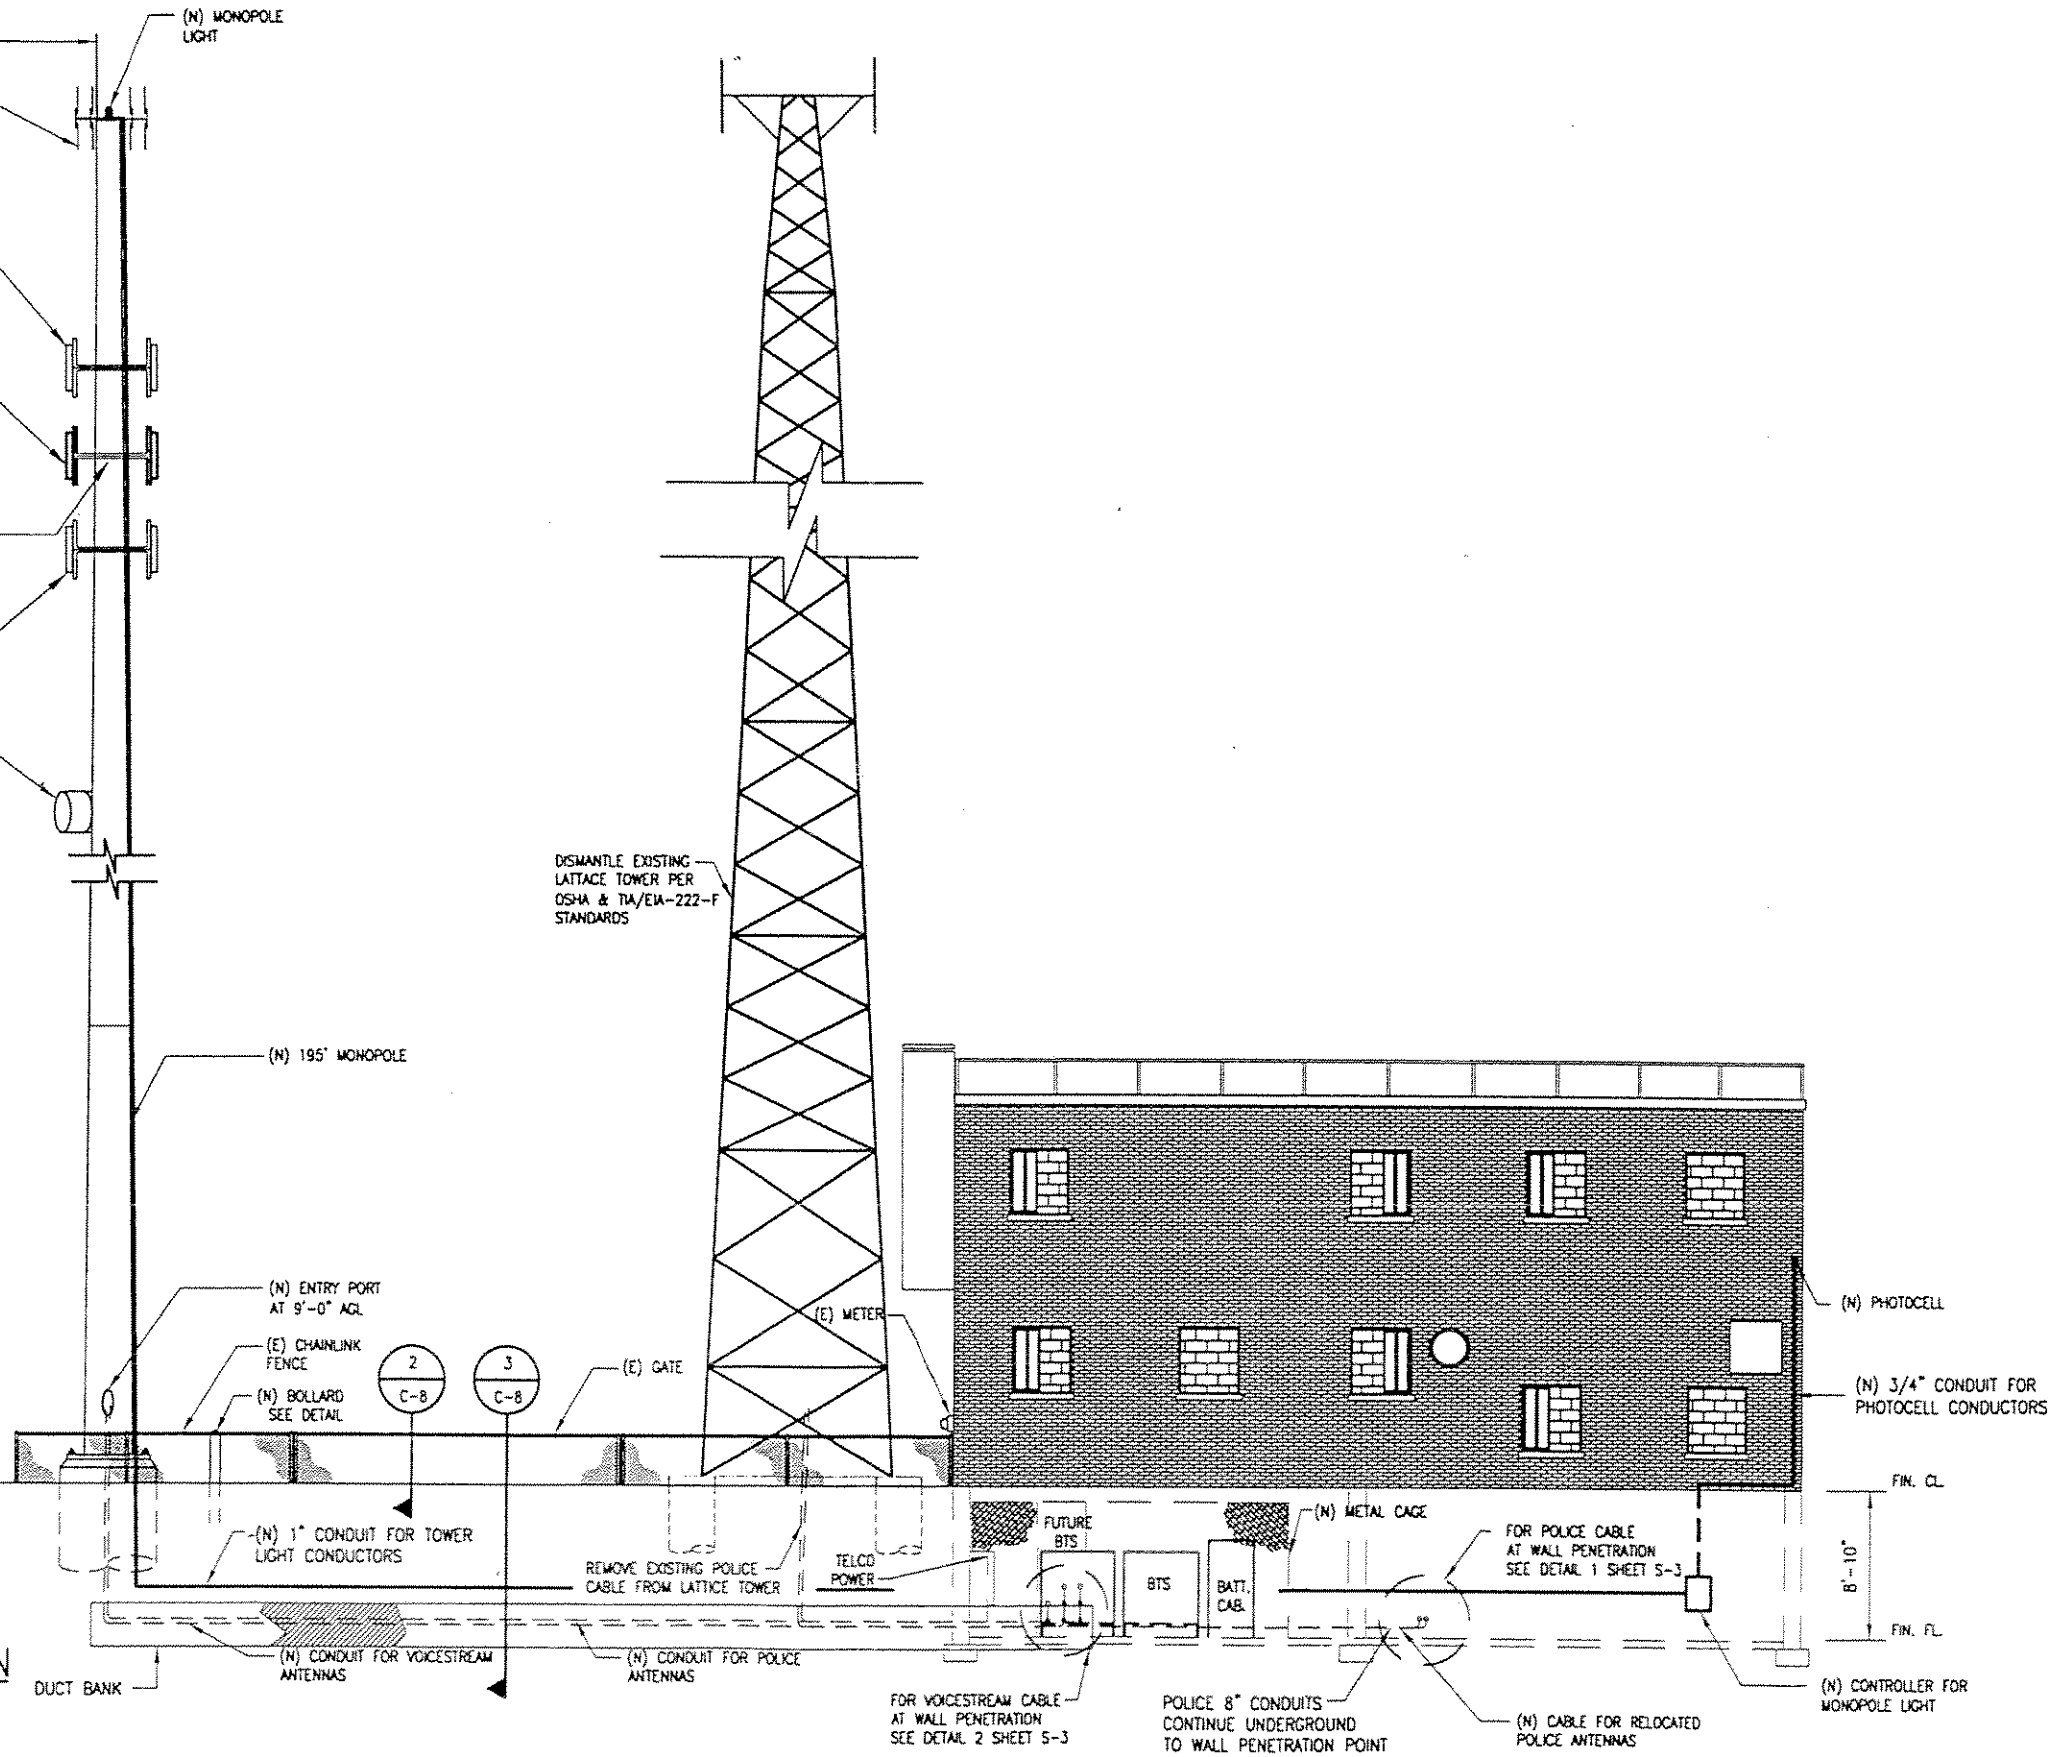 (N) MONOPOLE
LIGHT
DISMANTLE EXISTING
LATTACE TOWER PER
OSHA & TIA/EIA-222-F
STANDARDS
(N) 195' MONOPOLE
(N) ENTRY PORT
AT 9'-0" AGL
(E) CHAINLINK
FENCE
(N) BOLLARD
SEE DETAIL
2
C-8
3
C-8
(E) GATE
(E) METER
(N) PHOTOCELL
(N) 3/4" CONDUIT FOR
PHOTOCELL CONDUCTORS
FIN. CL
8'-10"
FIN. FL
(N) 1" CONDUIT FOR TOWER
LIGHT CONDUCTORS
REMOVE EXISTING POLICE
CABLE FROM LATTICE TOWER
TELCO
POWER
FUTURE
BTS
BTS
BATT.
CAB.
(N) METAL CAGE
FOR POLICE CABLE
AT WALL PENETRATION
SEE DETAIL 1 SHEET S-3
N
DUCT BANK
(N) CONDUIT FOR VOICESTREAM
ANTENNAS
(N) CONDUIT FOR POLICE
ANTENNAS
FOR VOICESTREAM CABLE
AT WALL PENETRATION
SEE DETAIL 2 SHEET S-3
POLICE 8" CONDUITS
CONTINUE UNDERGROUND
TO WALL PENETRATION POINT
(N) CABLE FOR RELOCATED
POLICE ANTENNAS
(N) CONTROLLER FOR
MONOPOLE LIGHT